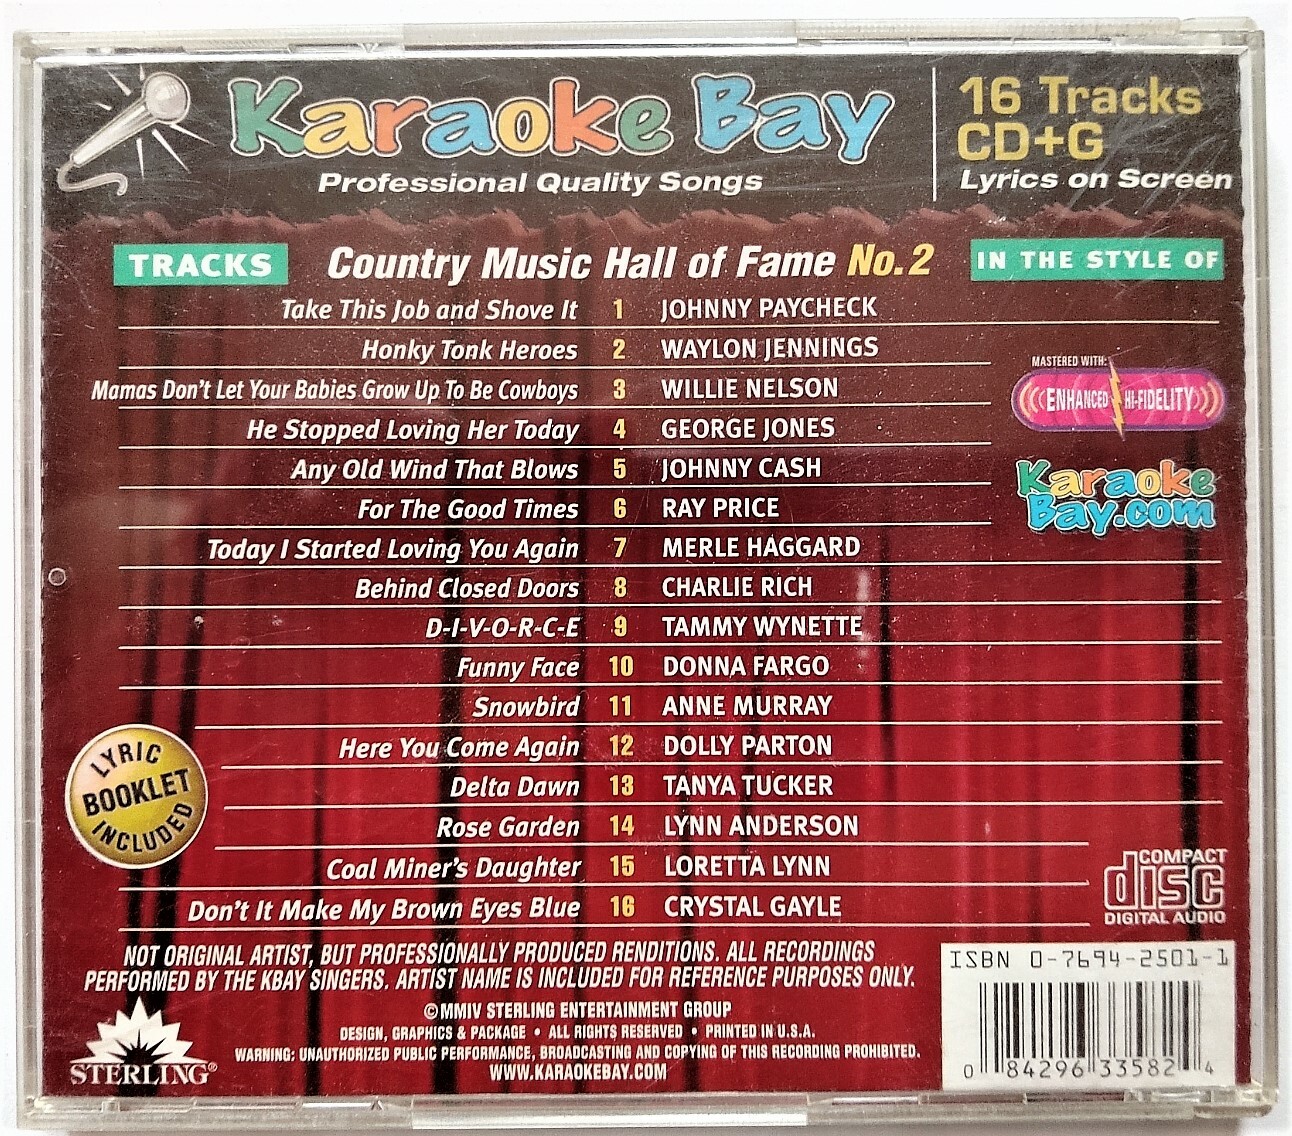 Karaoke Bay
Professional Quality Songs
16 Tracks
CD+G
Lyrics on Screen
TRACKS Country Music Hall of Fame No.2 IN THE STYLE OF
Take This Job and Shove It 1 JOHNNY PAYCHECK
Honky Tonk Heroes 2 WAYLON JENNINGS
Mamas Don't Let Your Babies Grow Up To Be Cowboys 3 WILLIE NELSON
He Stopped Loving Her Today 4 GEORGE JONES
Any Old Wind That Blows 5 JOHNNY CASH
For The Good Times 6 RAY PRICE
Today I Started Loving You Again 7 MERLE HAGGARD
Behind Closed Doors 8 CHARLIE RICH
D-I-V-O-R-C-E 9 TAMMY WYNETTE
Funny Face 10 DONNA FARGO
Snowbird 11 ANNE MURRAY
Here You Come Again 12 DOLLY PARTON
Delta Dawn 13 TANYA TUCKER
Rose Garden 14 LYNN ANDERSON
Coal Miner's Daughter 15 LORETTA LYNN
Don't It Make My Brown Eyes Blue 16 CRYSTAL GAYLE
MASTERED WITH:
ENHANCED HI-FIDELITY
Karaoke
Bay.com
LYRIC
BOOKLET
INCLUDED
COMPACT
disc
DIGITAL AUDIO
NOT ORIGINAL ARTIST, BUT PROFESSIONALLY PRODUCED RENDITIONS. ALL RECORDINGS
PERFORMED BY THE KBAY SINGERS. ARTIST NAME IS INCLUDED FOR REFERENCE PURPOSES ONLY.
©MMIV STERLING ENTERTAINMENT GROUP
DESIGN, GRAPHICS & PACKAGE • ALL RIGHTS RESERVED • PRINTED IN U.S.A.
WARNING: UNAUTHORIZED PUBLIC PERFORMANCE, BROADCASTING AND COPYING OF THIS RECORDING PROHIBITED.
WWW.KARAOKEBAY.COM
STERLING®
ISBN 0-7694-2501-1
0 84296 33582 4